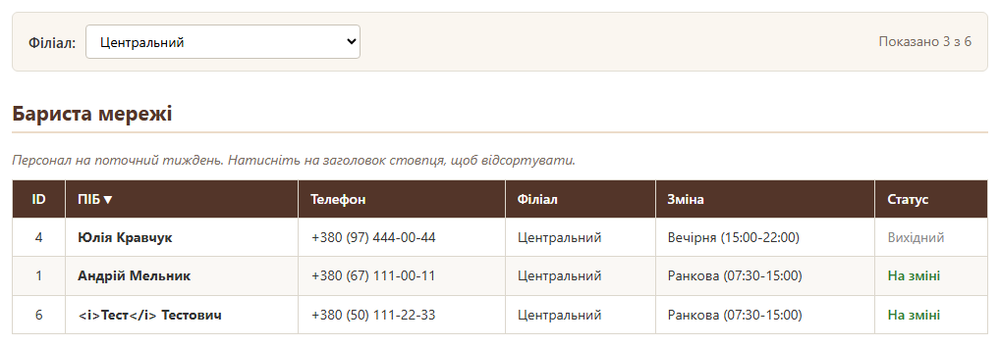 Філіал: Центральний Показано 3 з 6
Бариста мережі
Персонал на поточний тиждень. Натисніть на заголовок стовпця, щоб відсортувати.
ID ПІБ ▼ Телефон Філіал Зміна Статус
4 Юлія Кравчук +380 (97) 444-00-44 Центральний Вечірня (15:00-22:00) Вихідний
1 Андрій Мельник +380 (67) 111-00-11 Центральний Ранкова (07:30-15:00) На зміні
6 <i>Тест</i> Тестович +380 (50) 111-22-33 Центральний Ранкова (07:30-15:00) На зміні